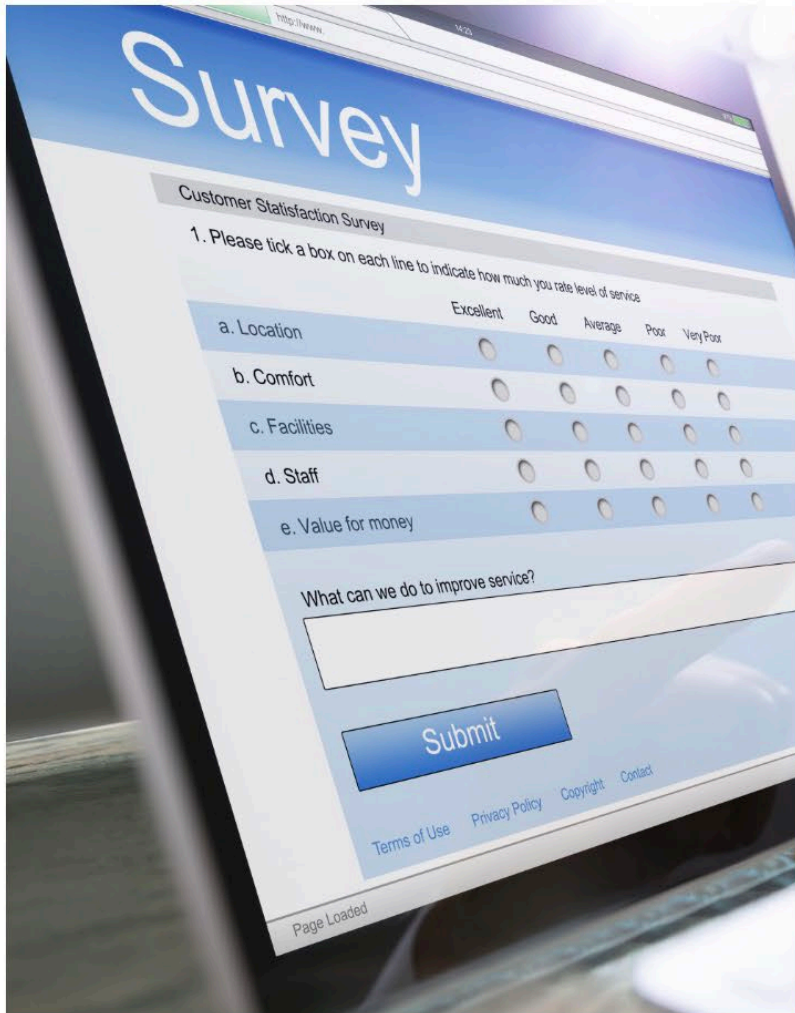 http://www.
14:23
Survey
Customer Statisfaction Survey
1. Please tick a box on each line to indicate how much you rate level of service
Excellent Good Average Poor Very Poor
a. Location
b. Comfort
c. Facilities
d. Staff
e. Value for money
What can we do to improve service?
Submit
Terms of Use Privacy Policy Copyright Contact
Page Loaded